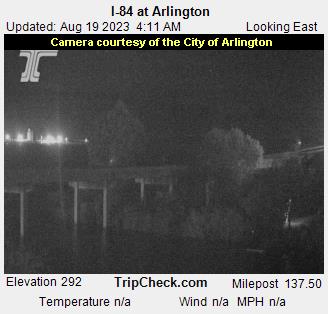 I-84 at Arlington
Updated: Aug 19 2023 4:11 AM Looking East
Camera courtesy of the City of Arlington
Elevation 292 TripCheck.com Milepost 137.50
Temperature n/a Wind n/a MPH n/a